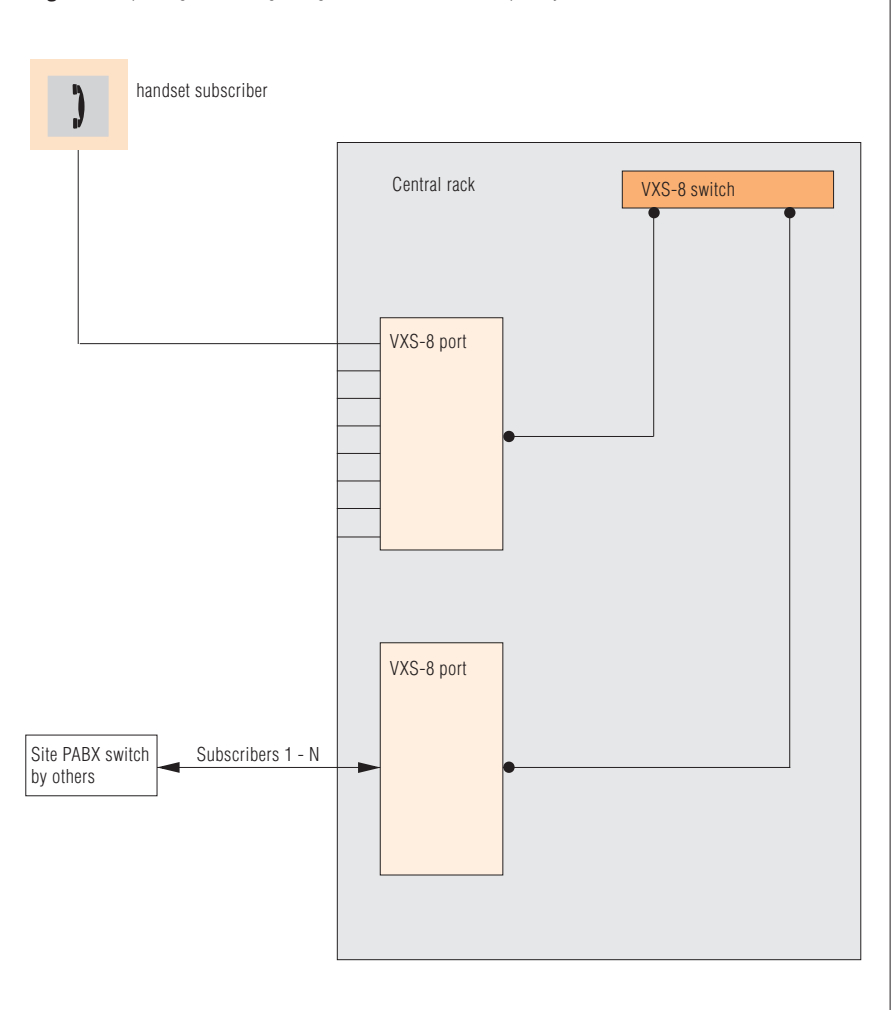 handset subscriber
Central rack
VXS-8 switch
VXS-8 port
VXS-8 port
Site PABX switch
by others
Subscribers 1 - N